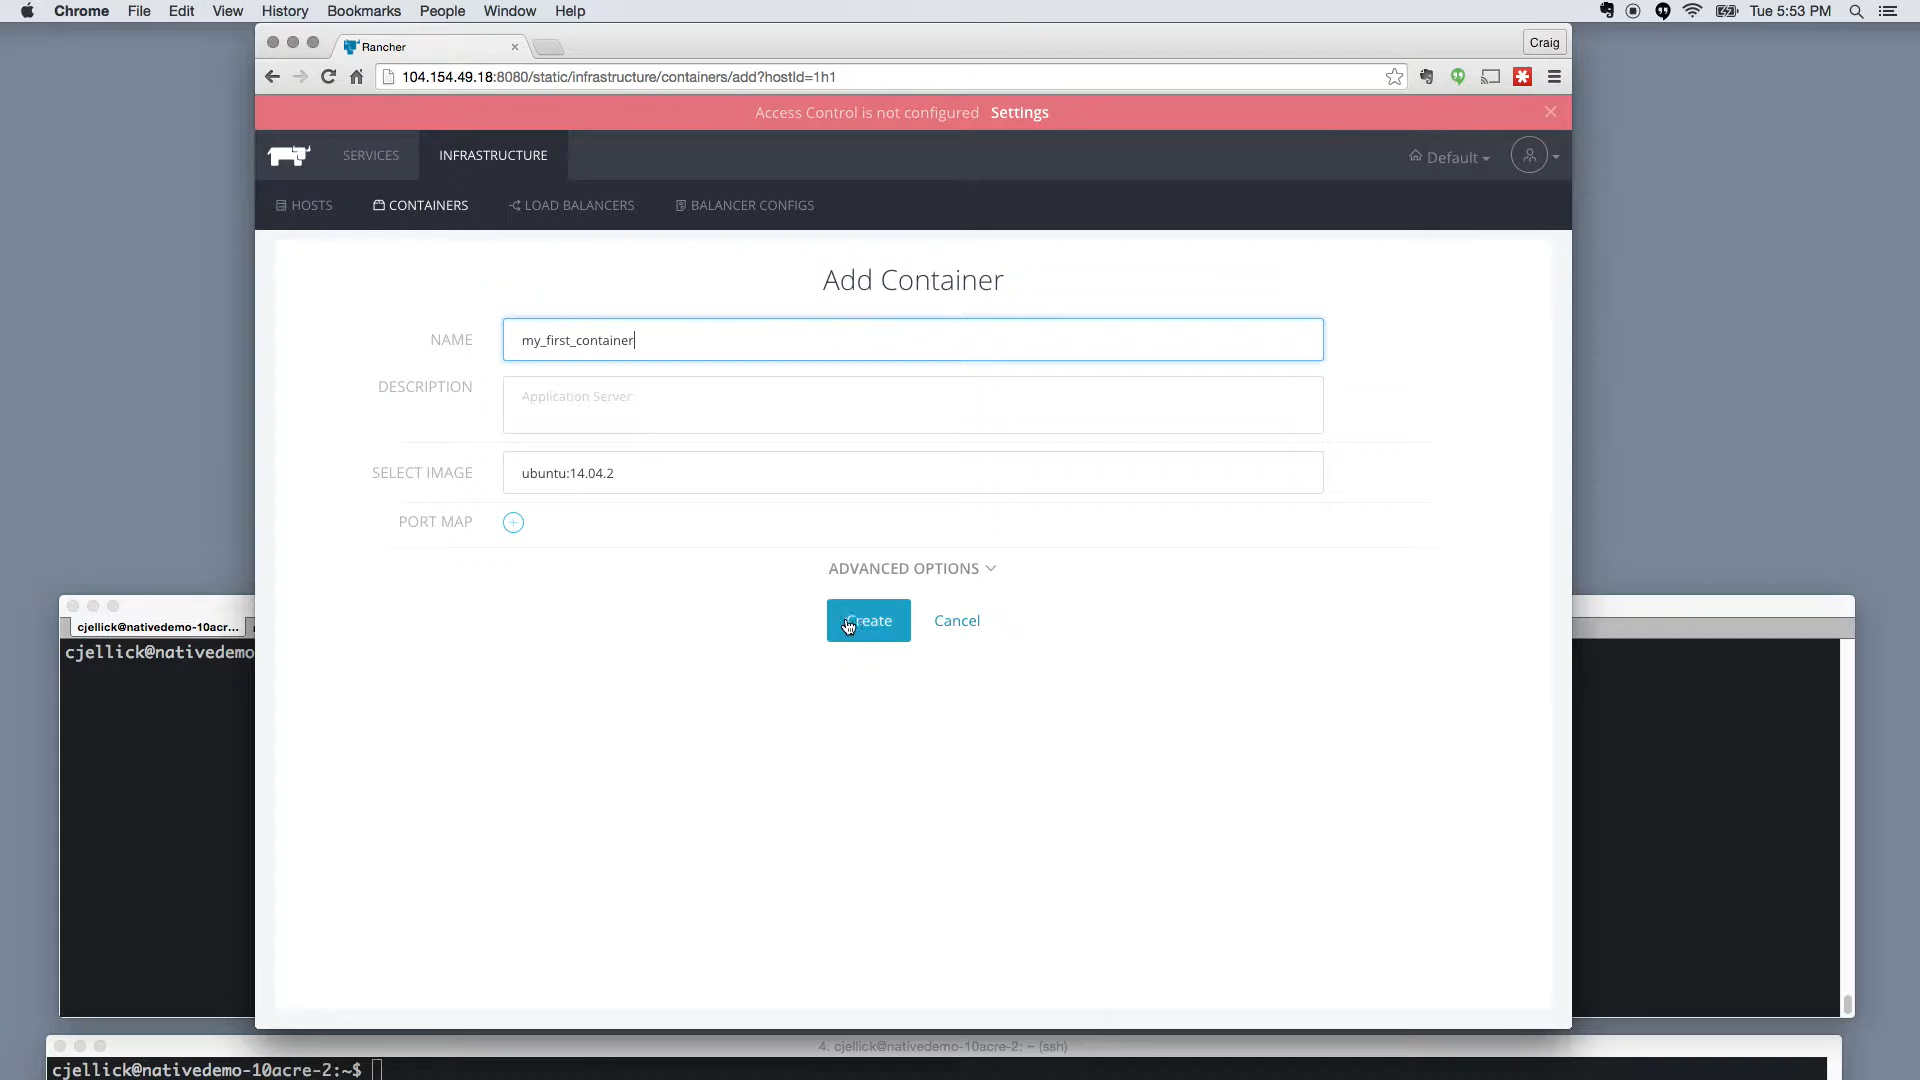 Chrome File Edit View History Bookmarks People Window Help Tue 5:53 PM
Rancher
Craig
104.154.49.18:8080/static/infrastructure/containers/add?hostId=1h1
Access Control is not configured Settings
SERVICES INFRASTRUCTURE Default
HOSTS CONTAINERS LOAD BALANCERS BALANCER CONFIGS
Add Container
NAME my_first_container
DESCRIPTION Application Server
SELECT IMAGE ubuntu:14.04.2
PORT MAP
ADVANCED OPTIONS
Create Cancel
cjellick@nativedemo-10acr...
cjellick@nativedemo
4. cjellick@nativedemo-10acre-2: ~ (ssh)
cjellick@nativedemo-10acre-2:~$